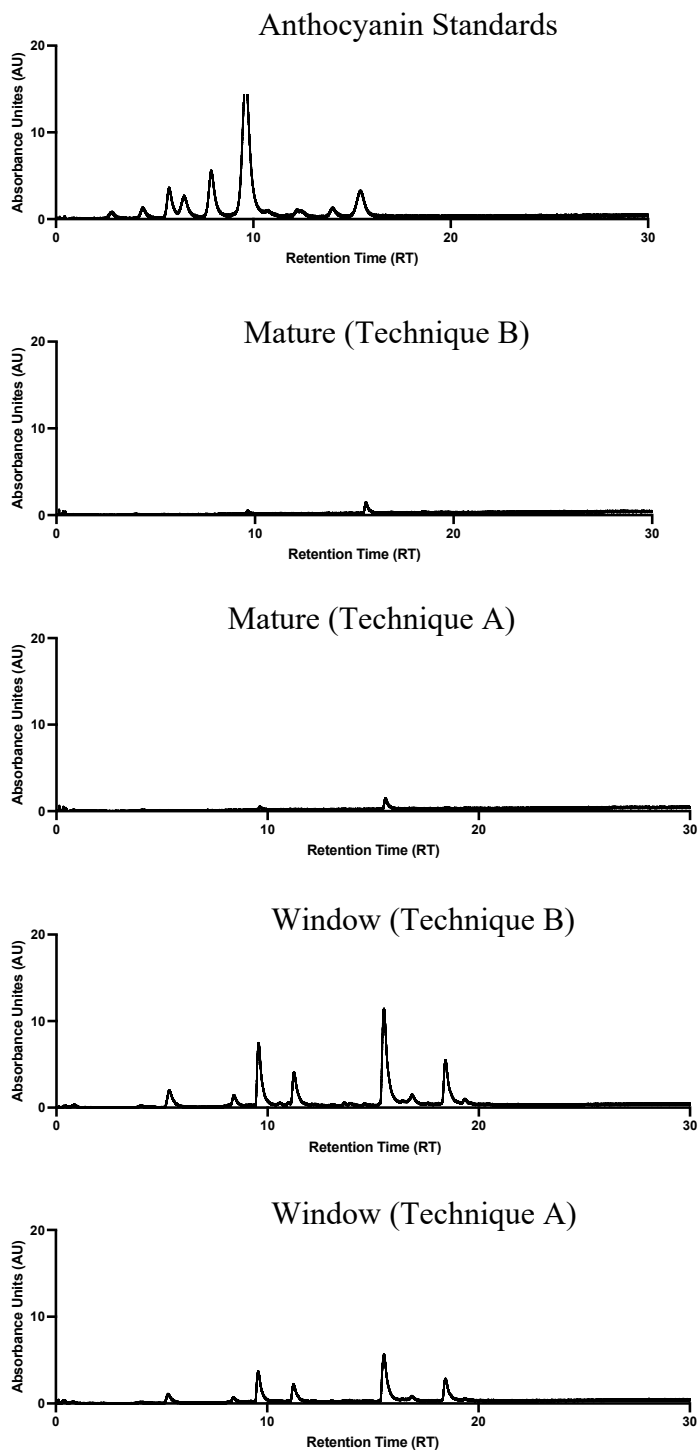 Anthocyanin Standards
Absorbance Unites (AU)
20
10
0
0 10 20 30
Retention Time (RT)
Mature (Technique B)
Absorbance Unites (AU)
20
10
0
0 10 20 30
Retention Time (RT)
Mature (Technique A)
Absorbance Unites (AU)
20
10
0
0 10 20 30
Retention Time (RT)
Window (Technique B)
Absorbance Unites (AU)
20
10
0
0 10 20 30
Retention Time (RT)
Window (Technique A)
Absorbance Units (AU)
20
10
0
0 10 20 30
Retention Time (RT)